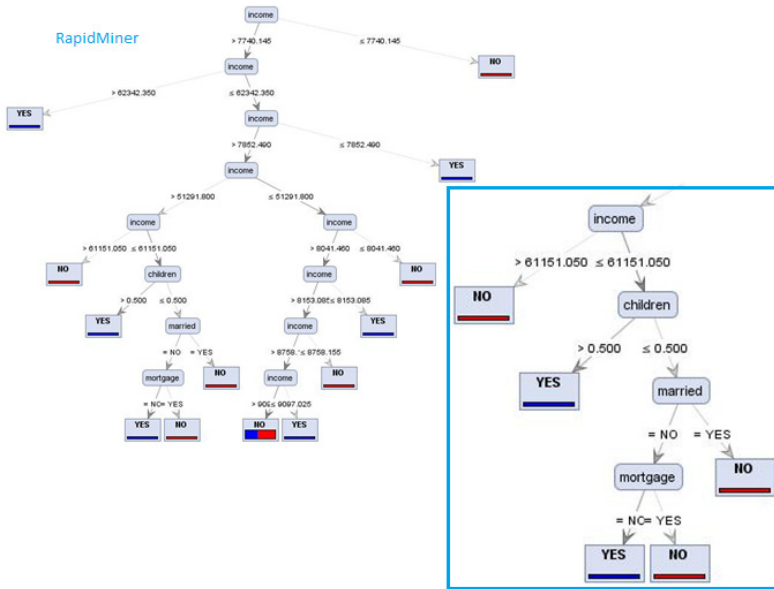 income
RapidMiner
> 7740.145 ≤ 7740.145
income
NO
> 62342.350 ≤ 62342.350
YES
income
> 7852.490 ≤ 7852.490
income
YES
> 51291.800 ≤ 51291.800
income income
> 61151.050 ≤ 61151.050 > 8041.460 ≤ 8041.460
NO children income NO
> 0.500 ≤ 0.500 > 8153.085 ≤ 8153.085
YES married income YES
= NO = YES > 8758.1 ≤ 8758.155
mortgage NO income NO
= NO = YES > 909 ≤ 9097.025
YES NO NO YES
income
> 61151.050 ≤ 61151.050
NO
children
> 0.500 ≤ 0.500
YES
married
= NO = YES
mortgage
NO
= NO = YES
YES NO